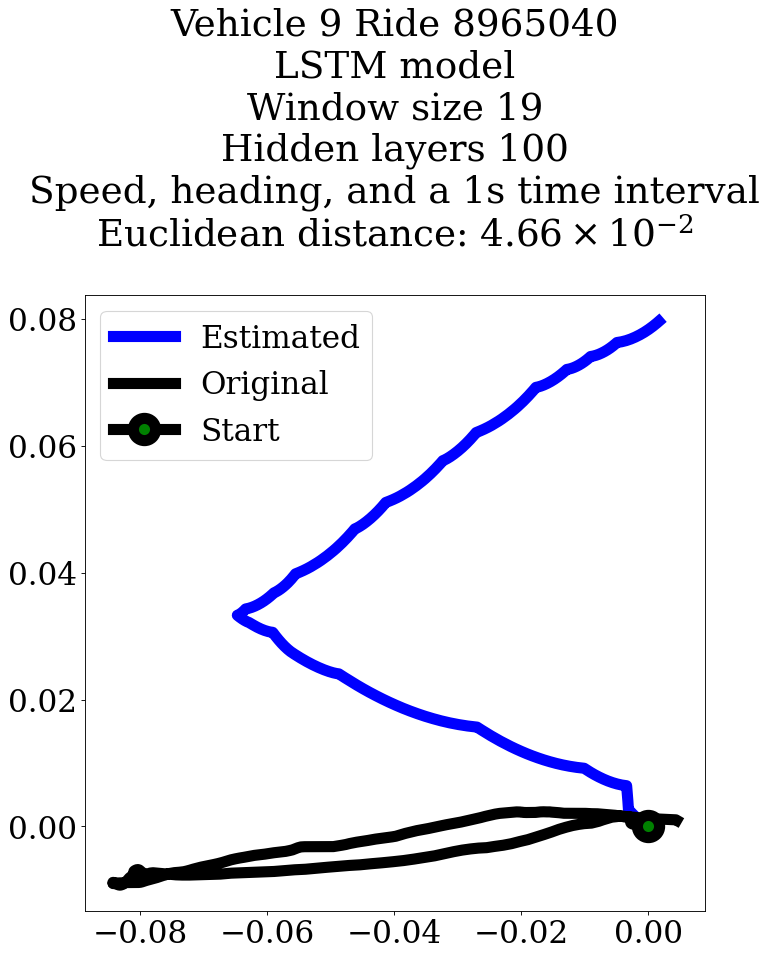 Vehicle 9 Ride 8965040
LSTM model
Window size 19
Hidden layers 100
Speed, heading, and a 1s time interval
Euclidean distance: 4.66 × 10⁻²
Estimated
Original
Start
0.08
0.06
0.04
0.02
0.00
−0.08 −0.06 −0.04 −0.02 0.00